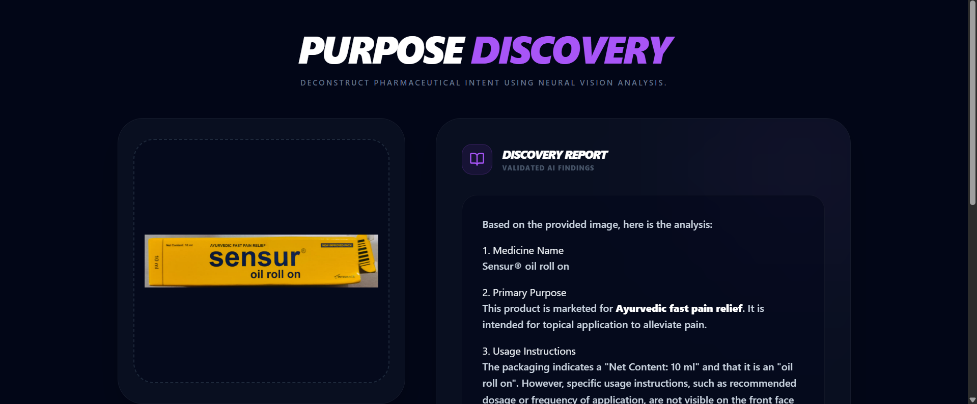 PURPOSE DISCOVERY
DECONSTRUCT PHARMACEUTICAL INTENT USING NEURAL VISION ANALYSIS.
Net Content: 10 ml
AYURVEDIC FAST PAIN RELIEF
sensur®
oil roll on
DISCOVERY REPORT
VALIDATED AI FINDINGS
Based on the provided image, here is the analysis:
1. Medicine Name
Sensur® oil roll on
2. Primary Purpose
This product is marketed for Ayurvedic fast pain relief. It is
intended for topical application to alleviate pain.
3. Usage Instructions
The packaging indicates a "Net Content: 10 ml" and that it is an "oil
roll on". However, specific usage instructions, such as recommended
dosage or frequency of application, are not visible on the front face